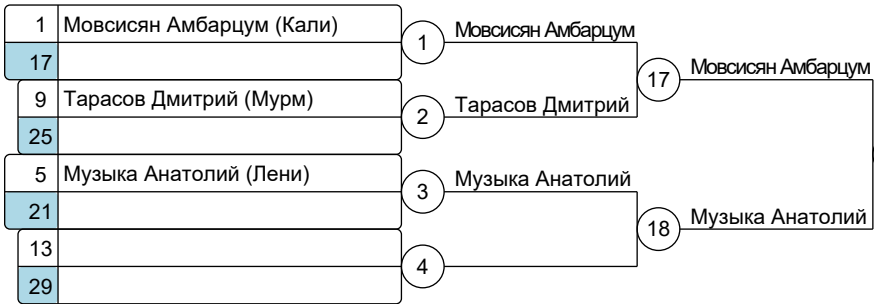 1 Мовсисян Амбарцум (Кали)
17
9 Тарасов Дмитрий (Мурм)
25
5 Музыка Анатолий (Лени)
21
13
29
1 Мовсисян Амбарцум
2 Тарасов Дмитрий
3 Музыка Анатолий
4
17 Мовсисян Амбарцум
18 Музыка Анатолий